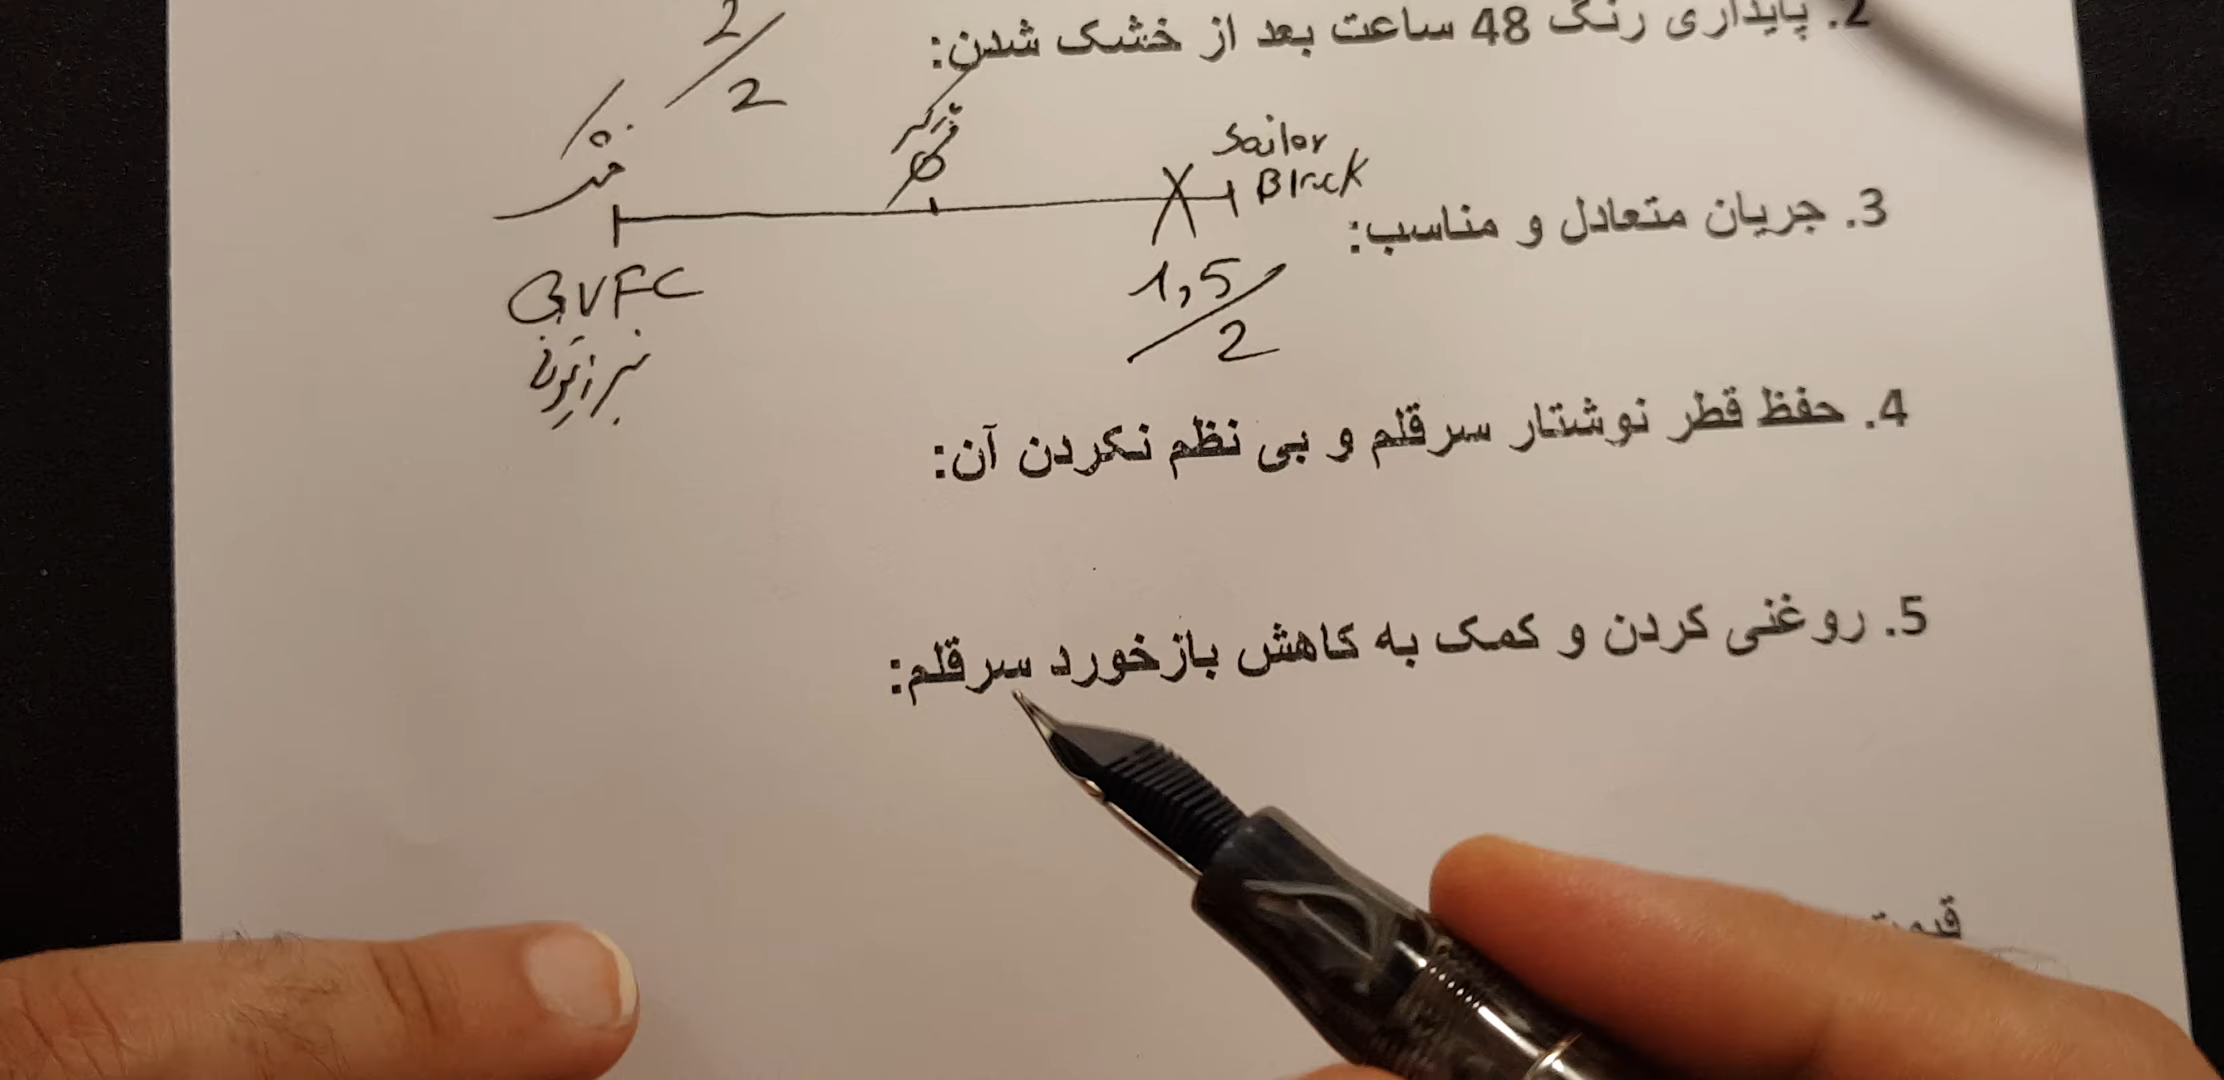 2. پایداری رنگ 48 ساعت بعد از خشک شدن:
2/2
Sailor
Black
3. جریان متعادل و مناسب:
GVFC
1,5/2
4. حفظ قطر نوشتار سرقلم و بی نظم نکردن آن:
5. روغنی کردن و کمک به کاهش بازخورد سرقلم: